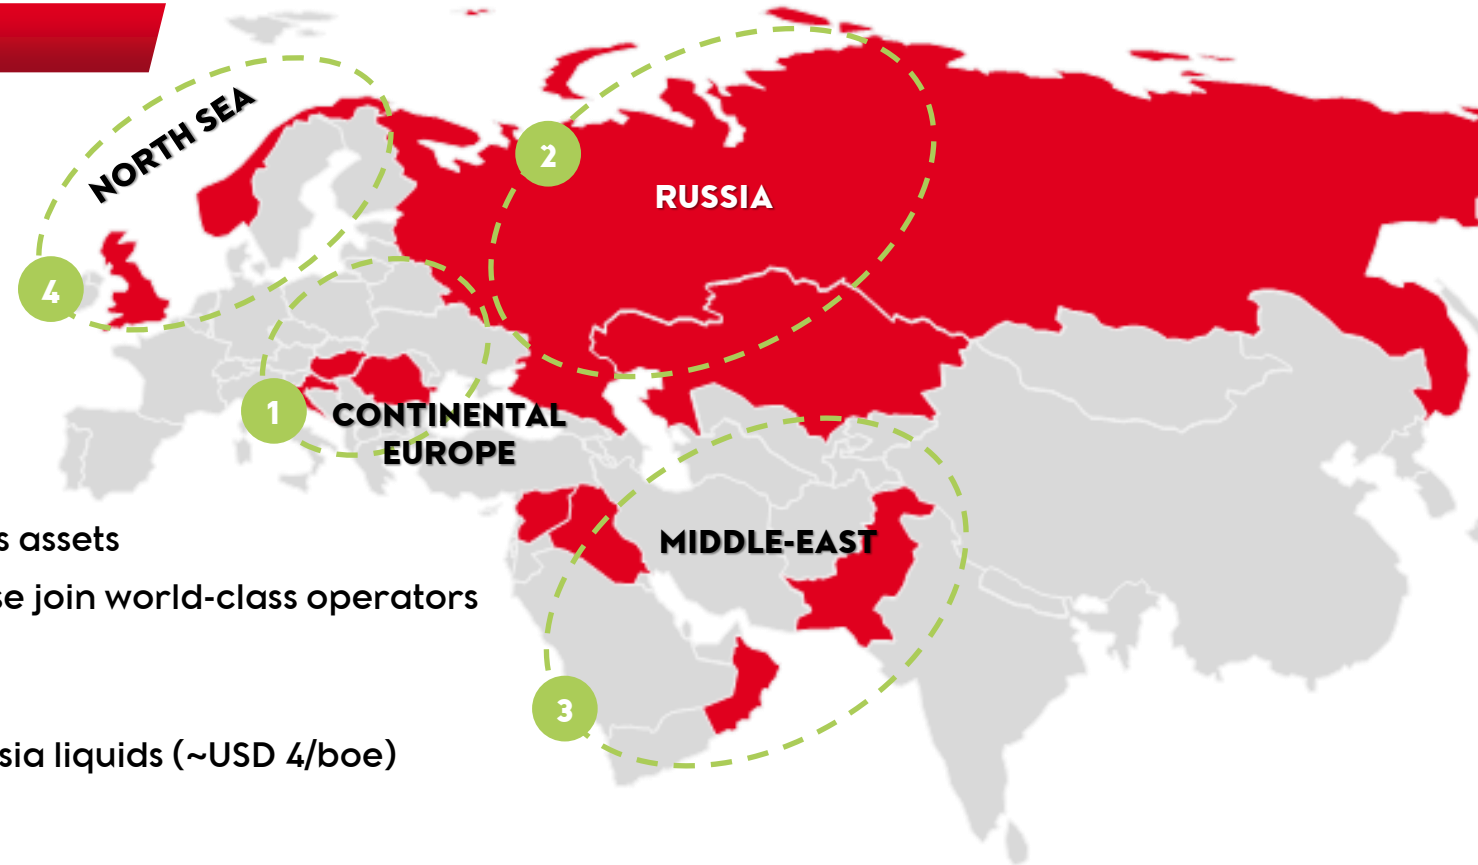 NORTH SEA
2
RUSSIA
4
1
CONTINENTAL
EUROPE
s assets
MIDDLE-EAST
se join world-class operators
3
sia liquids (~USD 4/boe)